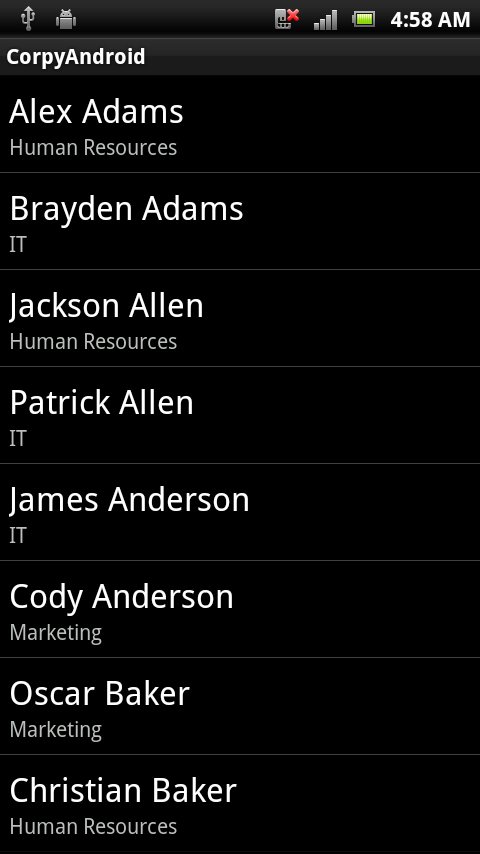 4:58 AM
CorpyAndroid
Alex Adams
Human Resources
Brayden Adams
IT
Jackson Allen
Human Resources
Patrick Allen
IT
James Anderson
IT
Cody Anderson
Marketing
Oscar Baker
Marketing
Christian Baker
Human Resources